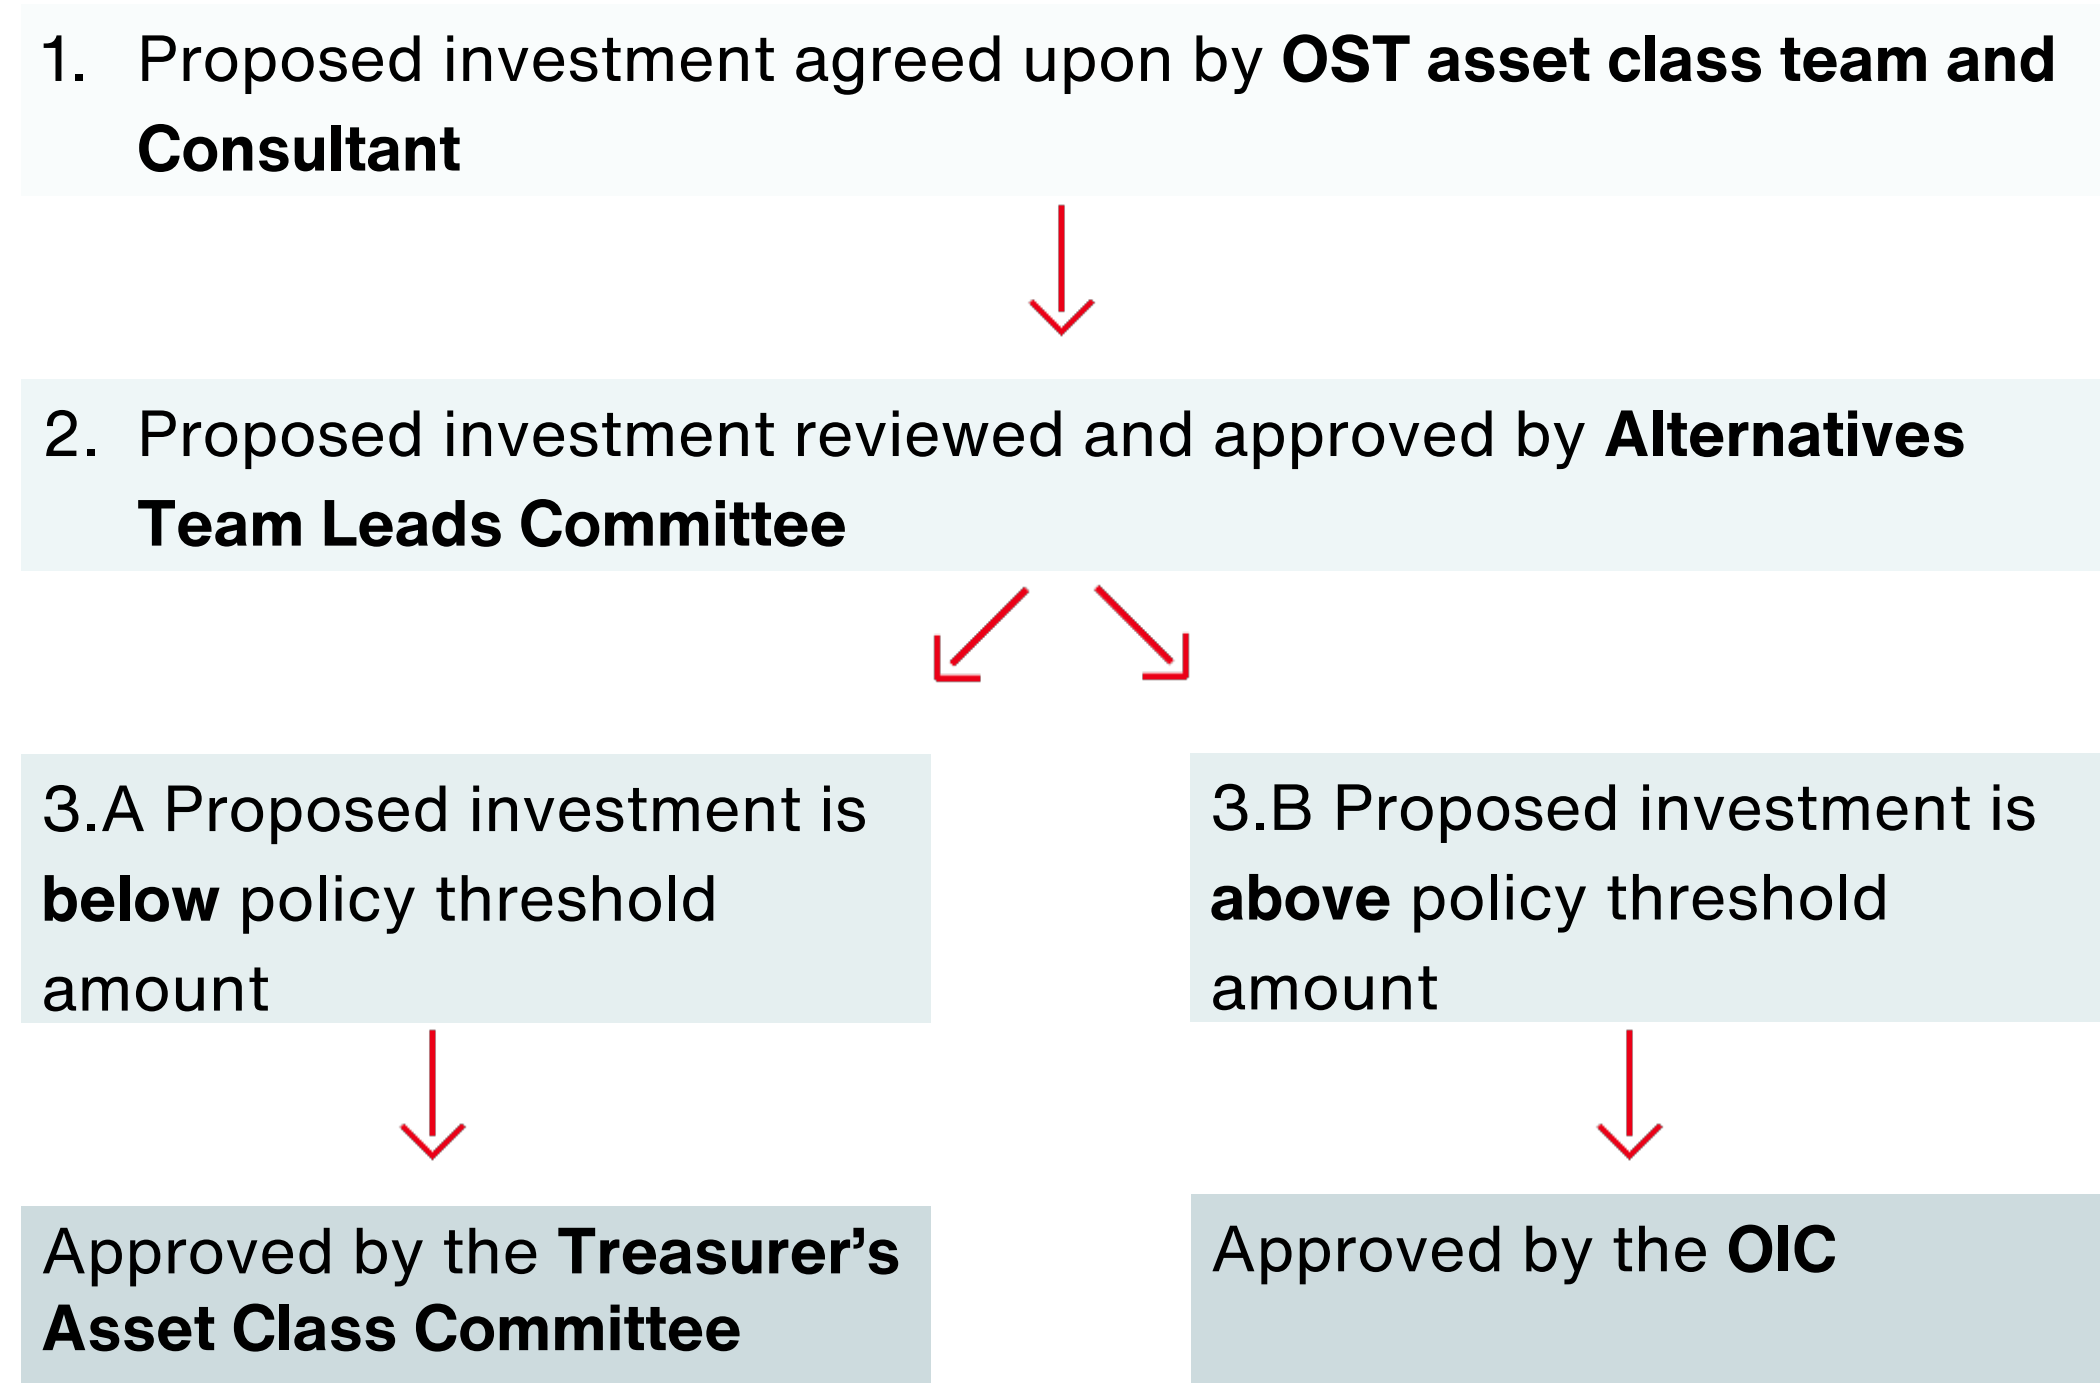 1. Proposed investment agreed upon by OST asset class team and
Consultant
2. Proposed investment reviewed and approved by Alternatives
Team Leads Committee
3.A Proposed investment is
below policy threshold
amount
3.B Proposed investment is
above policy threshold
amount
Approved by the Treasurer’s
Asset Class Committee
Approved by the OIC